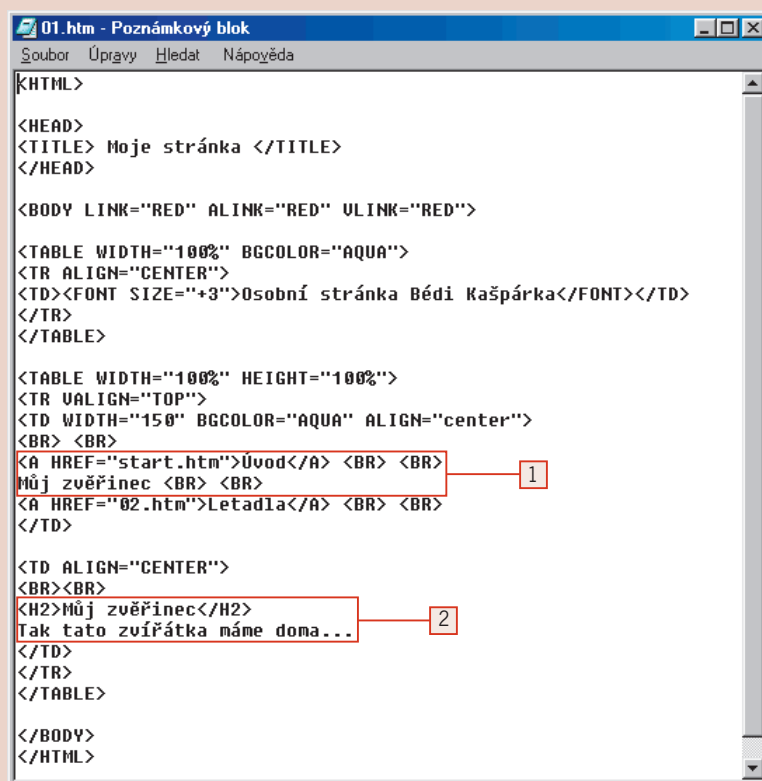 01.htm - Poznámkový blok
Soubor Úpravy Hledat Nápověda
<HTML>
<HEAD>
<TITLE> Moje stránka </TITLE>
</HEAD>
<BODY LINK="RED" ALINK="RED" VLINK="RED">
<TABLE WIDTH="100%" BGCOLOR="AQUA">
<TR ALIGN="CENTER">
<TD><FONT SIZE="+3">Osobní stránka Bédi Kašpárka</FONT></TD>
</TR>
</TABLE>
<TABLE WIDTH="100%" HEIGHT="100%">
<TR VALIGN="TOP">
<TD WIDTH="150" BGCOLOR="AQUA" ALIGN="center">
<BR> <BR>
<A HREF="start.htm">Úvod</A> <BR> <BR>
1
Můj zvěřinec <BR> <BR>
<A HREF="02.htm">Letadla</A> <BR> <BR>
</TD>
<TD ALIGN="CENTER">
<BR><BR>
<H2>Můj zvěřinec</H2>
2
Tak tato zvířátka máme doma...
</TD>
</TR>
</TABLE>
</BODY>
</HTML>